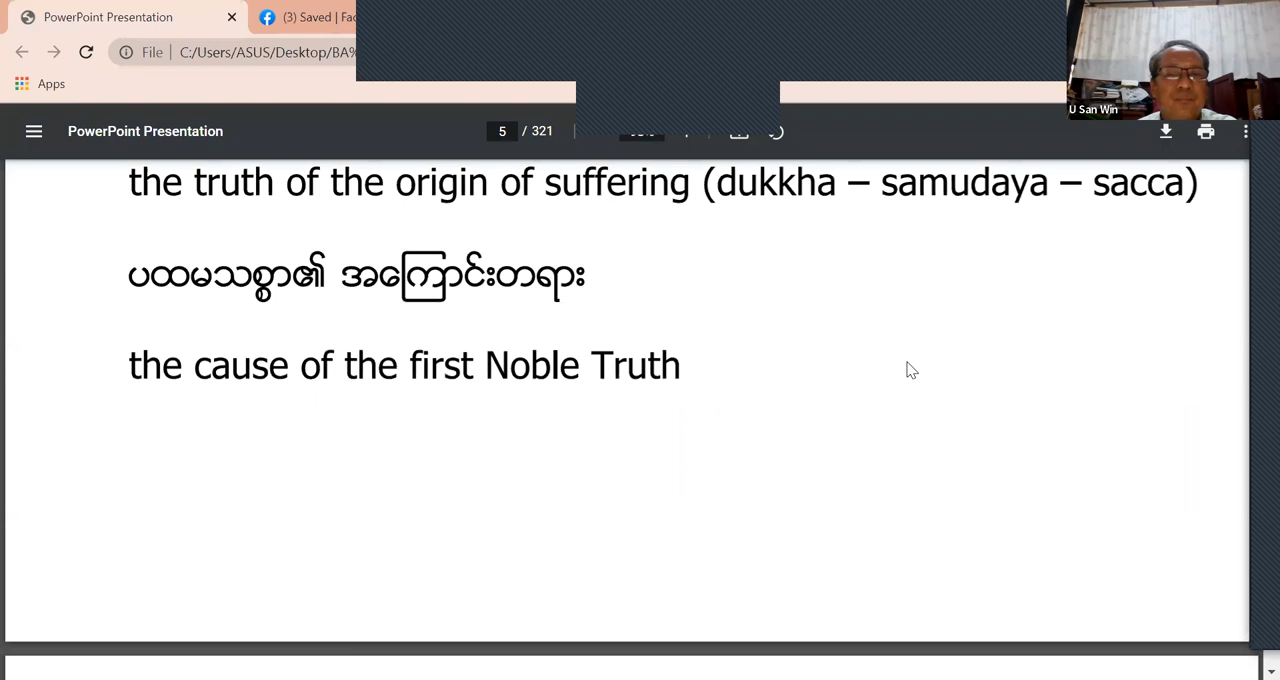 PowerPoint Presentation
(3) Saved | Fac
File | C:/Users/ASUS/Desktop/BA%
Apps
U San Win
PowerPoint Presentation 5 / 321
the truth of the origin of suffering (dukkha – samudaya – sacca)
ပထမသစ္စာ၏ အကြောင်းတရား
the cause of the first Noble Truth